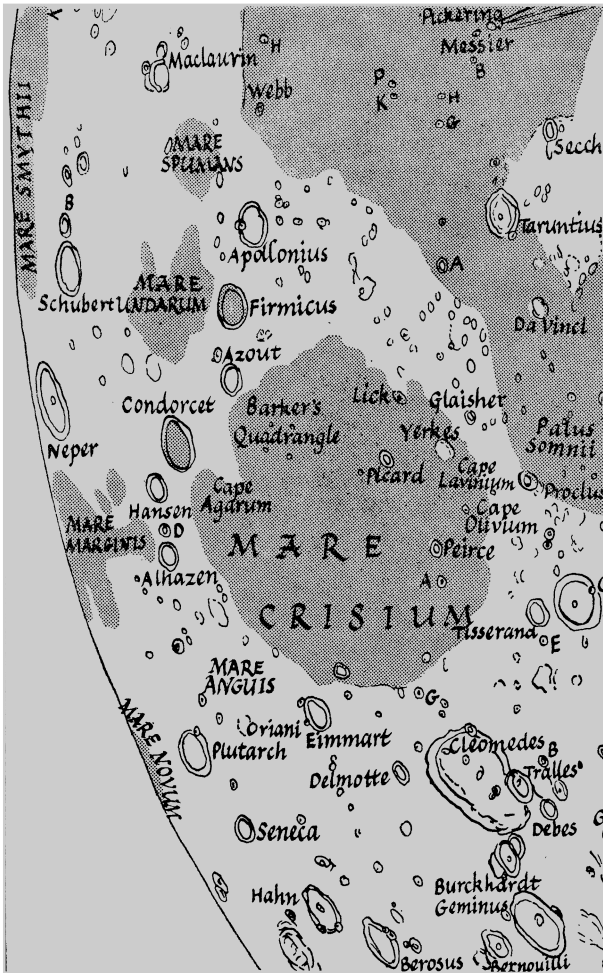 Pickering
H
Maclaurin
Messier
B
P
Webb
K
H
G
MARE SMYTHII
MARE
SPUMANS
Secch
B
Taruntius
Apollonius
A
MARE
UNDARUM
Schubert
Firmicus
Da Vinci
Azout
Condorcet
Lick
Glaisher
Barker's
Quadrangle
Yerkes
Palus
Somnii
Neper
Picard
Cape
Lavinium
Proclus
Cape
Agarum
Hansen
Cape
Olivium
MARE
MARGINIS
D
MARE
Peirce
Alhazen
A
CRISIUM
Tisserand
E
MARE
ANGUIS
G
MARE NOVUM
Oriani
Eimmart
Plutarch
Cleomedes
B
Tralles
Delmotte
Seneca
Debes
G
Burckhardt
Hahn
Geminus
Berosus
Bernouilli